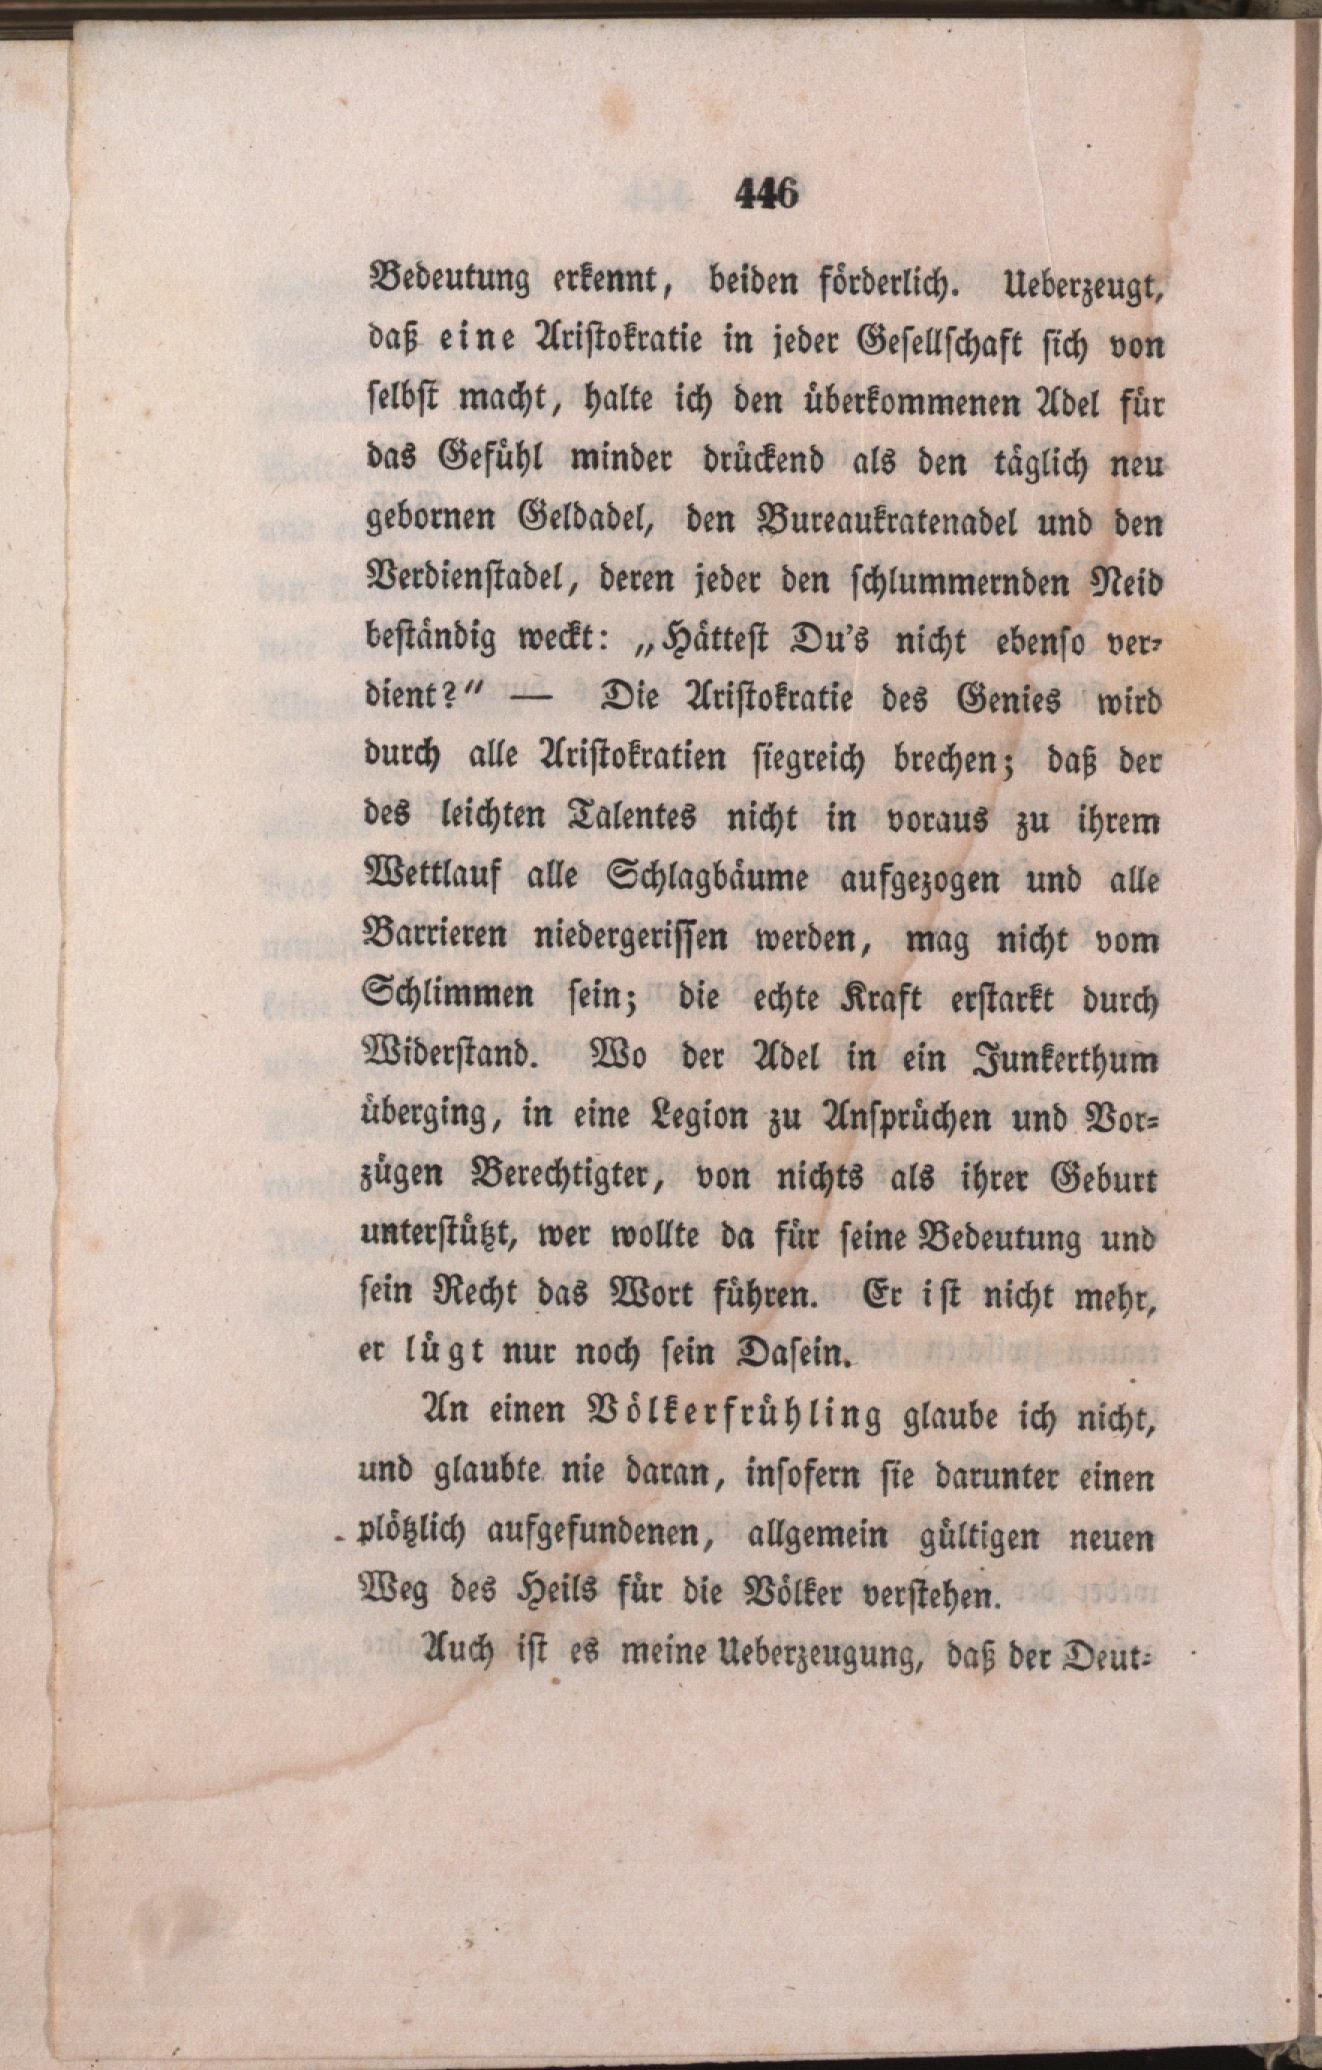 446
Bedeutung erkennt, beiden förderlich. Ueberzeugt,
daß eine Aristokratie in jeder Gesellschaft sich von
selbst macht, halte ich den überkommenen Adel für
das Gefühl minder drückend als den täglich neu
gebornen Geldadel, den Bureaukratenadel und den
Verdienstadel, deren jeder den schlummernden Neid
beständig weckt: „Hättest Du's nicht ebenso ver-
dient?“ — Die Aristokratie des Genies wird
durch alle Aristokratien siegreich brechen; daß der
des leichten Talentes nicht in voraus zu ihrem
Wettlauf alle Schlagbäume aufgezogen und alle
Barrieren niedergerissen werden, mag nicht vom
Schlimmen sein; die echte Kraft erstarkt durch
Widerstand. Wo der Adel in ein Junkerthum
überging, in eine Legion zu Ansprüchen und Vor-
zügen Berechtigter, von nichts als ihrer Geburt
unterstützt, wer wollte da für seine Bedeutung und
sein Recht das Wort führen. Er ist nicht mehr,
er lügt nur noch sein Dasein.
An einen Völkerfrühling glaube ich nicht,
und glaubte nie daran, insofern sie darunter einen
plötzlich aufgefundenen, allgemein gültigen neuen
Weg des Heils für die Völker verstehen.
Auch ist es meine Ueberzeugung, daß der Deut-